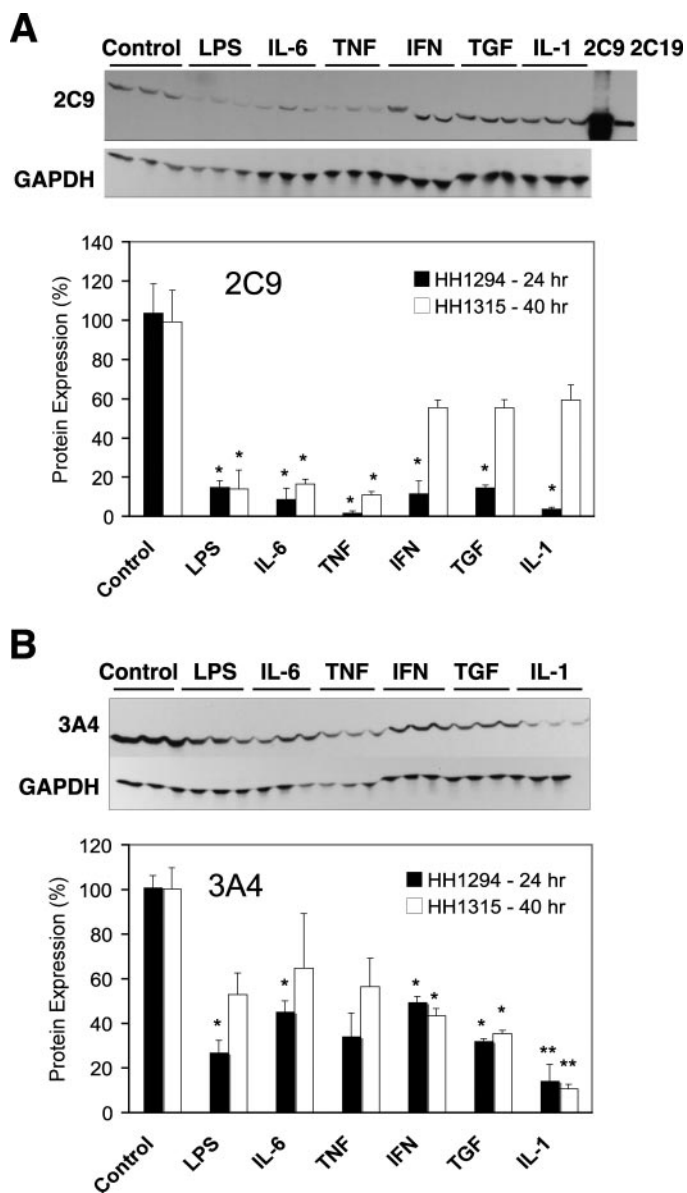 A
Control LPS IL-6 TNF IFN TGF IL-1 2C9 2C19
2C9
GAPDH
140
120
100
80
60
40
20
0
Protein Expression (%)
2C9
HH1294 - 24 hr
HH1315 - 40 hr
* * * * * * * * *
Control LPS IL-6 TNF IFN TGF IL-1
B
Control LPS IL-6 TNF IFN TGF IL-1
3A4
GAPDH
120
100
80
60
40
20
0
Protein Expression (%)
3A4
HH1294 - 24 hr
HH1315 - 40 hr
* * * * * * ** **
Control LPS IL-6 TNF IFN TGF IL-1